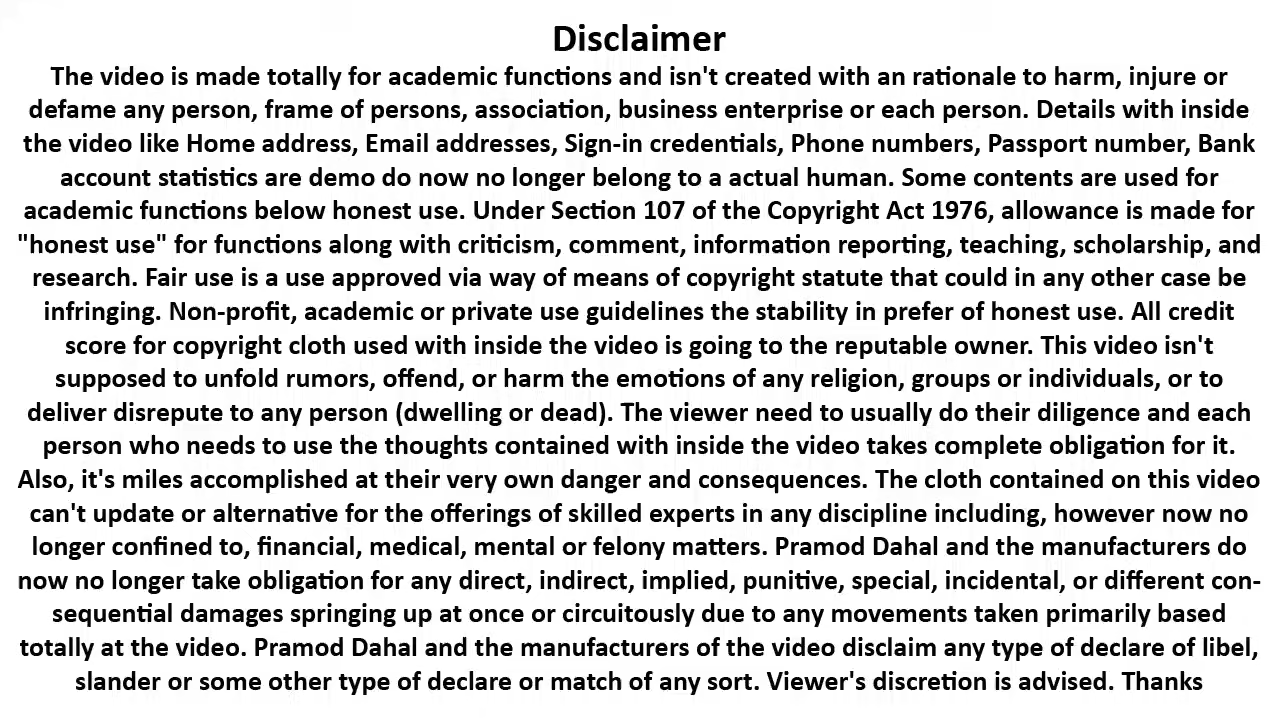 Disclaimer
The video is made totally for academic functions and isn't created with an rationale to harm, injure or
defame any person, frame of persons, association, business enterprise or each person. Details with inside
the video like Home address, Email addresses, Sign-in credentials, Phone numbers, Passport number, Bank
account statistics are demo do now no longer belong to a actual human. Some contents are used for
academic functions below honest use. Under Section 107 of the Copyright Act 1976, allowance is made for
"honest use" for functions along with criticism, comment, information reporting, teaching, scholarship, and
research. Fair use is a use approved via way of means of copyright statute that could in any other case be
infringing. Non-profit, academic or private use guidelines the stability in prefer of honest use. All credit
score for copyright cloth used with inside the video is going to the reputable owner. This video isn't
supposed to unfold rumors, offend, or harm the emotions of any religion, groups or individuals, or to
deliver disrepute to any person (dwelling or dead). The viewer need to usually do their diligence and each
person who needs to use the thoughts contained with inside the video takes complete obligation for it.
Also, it's miles accomplished at their very own danger and consequences. The cloth contained on this video
can't update or alternative for the offerings of skilled experts in any discipline including, however now no
longer confined to, financial, medical, mental or felony matters. Pramod Dahal and the manufacturers do
now no longer take obligation for any direct, indirect, implied, punitive, special, incidental, or different con-
sequential damages springing up at once or circuitously due to any movements taken primarily based
totally at the video. Pramod Dahal and the manufacturers of the video disclaim any type of declare of libel,
slander or some other type of declare or match of any sort. Viewer's discretion is advised. Thanks